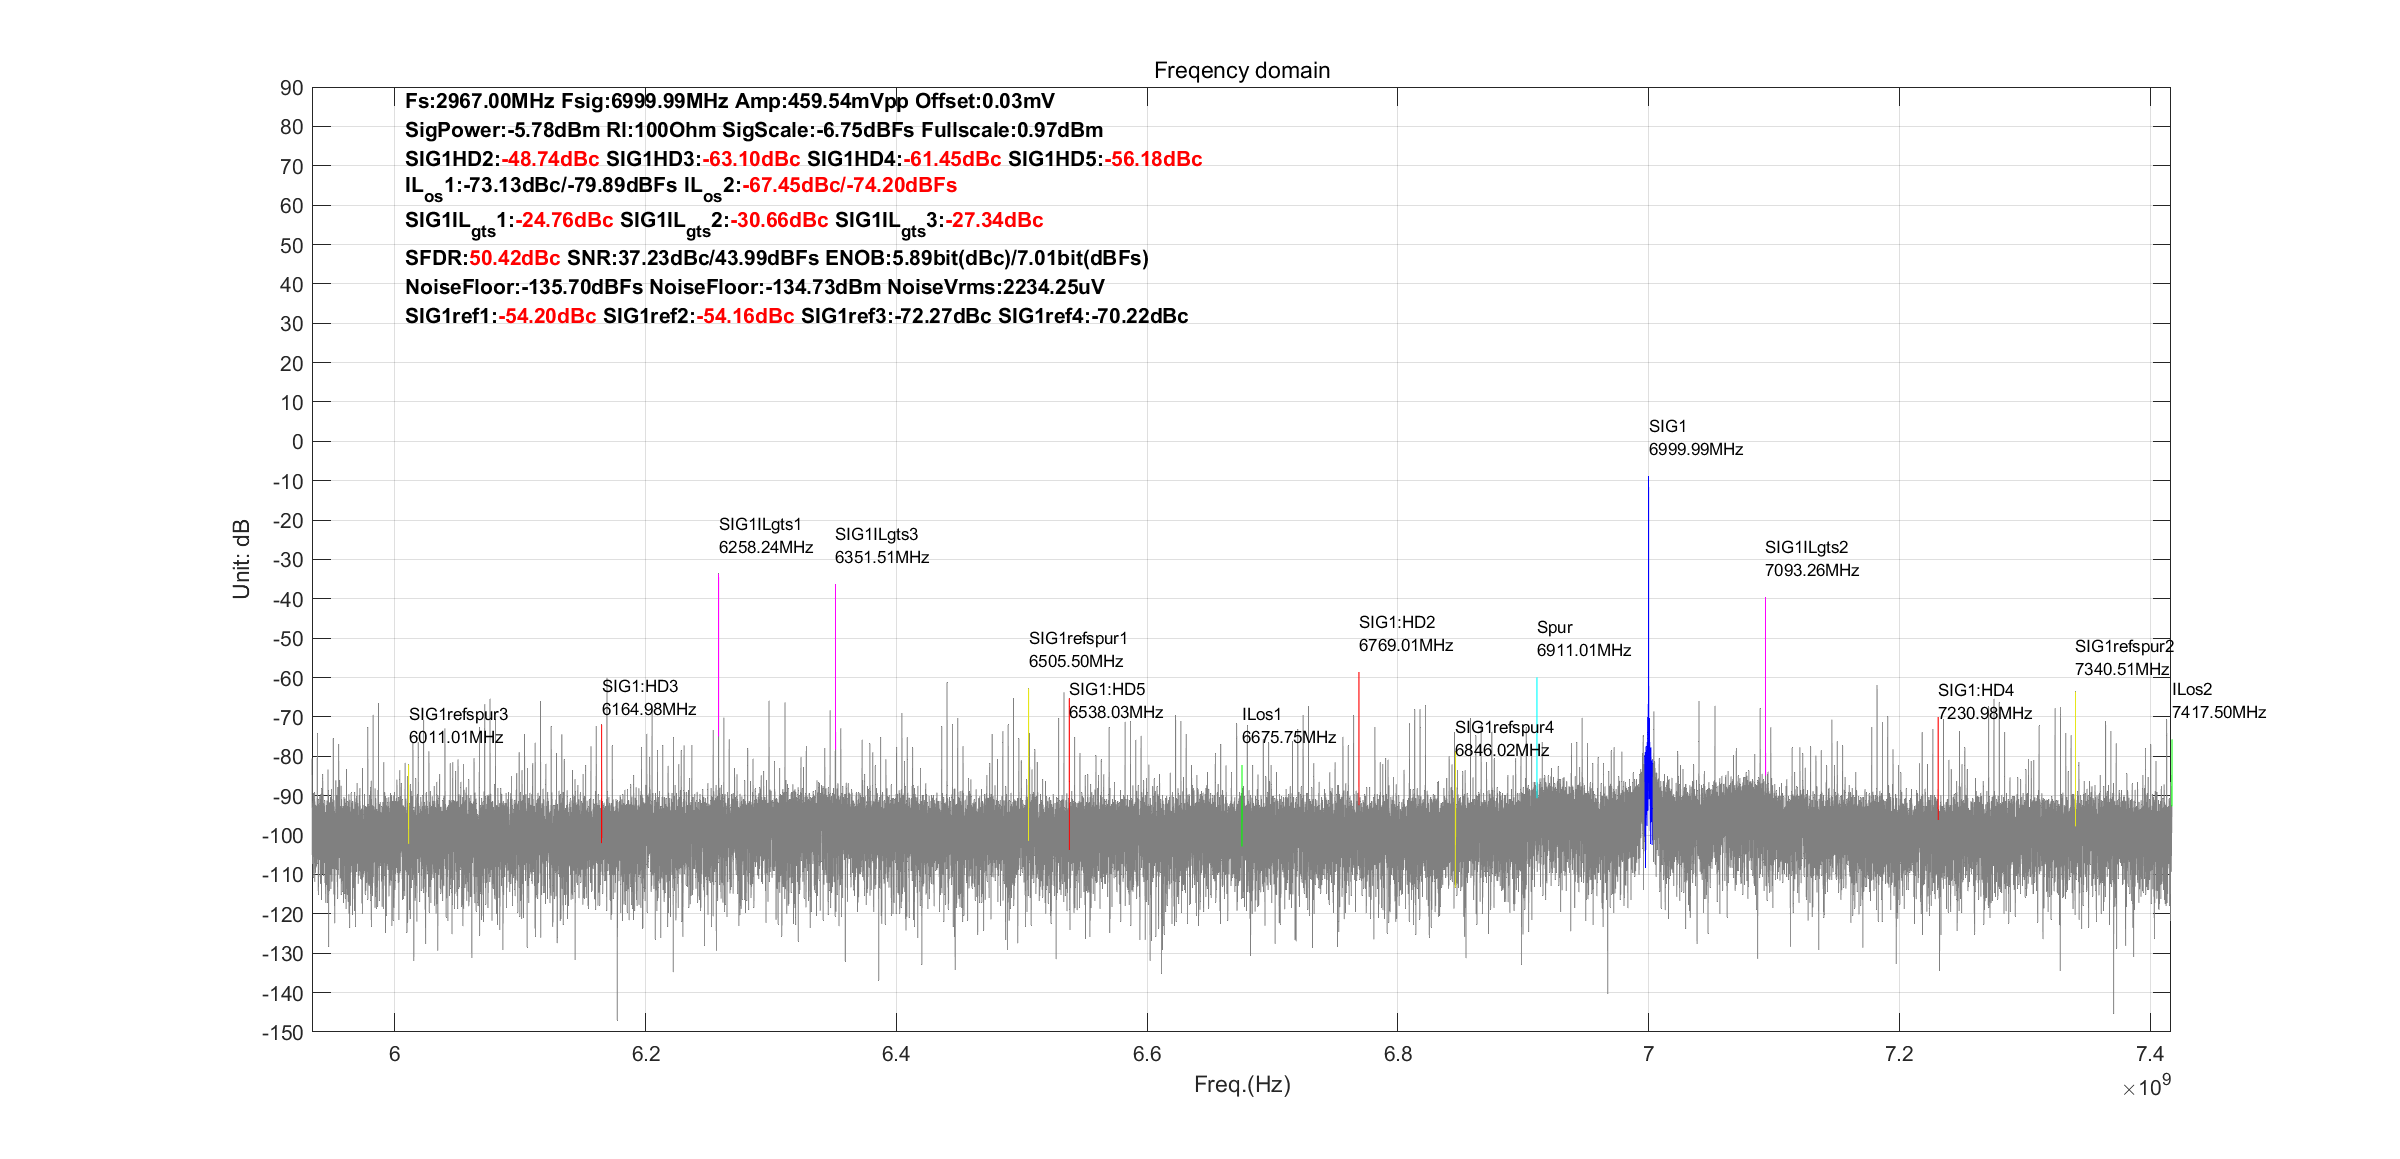 Freqency domain
Fs:2967.00MHz Fsig:6999.99MHz Amp:459.54mVpp Offset:0.03mV
SigPower:-5.78dBm Rl:100Ohm SigScale:-6.75dBFs Fullscale:0.97dBm
SIG1HD2:-48.74dBc SIG1HD3:-63.10dBc SIG1HD4:-61.45dBc SIG1HD5:-56.18dBc
ILos1:-73.13dBc/-79.89dBFs ILos2:-67.45dBc/-74.20dBFs
SIG1ILgts1:-24.76dBc SIG1ILgts2:-30.66dBc SIG1ILgts3:-27.34dBc
SFDR:50.42dBc SNR:37.23dBc/43.99dBFs ENOB:5.89bit(dBc)/7.01bit(dBFs)
NoiseFloor:-135.70dBFs NoiseFloor:-134.73dBm NoiseVrms:2234.25uV
SIG1ref1:-54.20dBc SIG1ref2:-54.16dBc SIG1ref3:-72.27dBc SIG1ref4:-70.22dBc
90
80
70
60
50
40
30
20
10
0
-10
-20
-30
-40
-50
-60
-70
-80
-90
-100
-110
-120
-130
-140
-150
Unit: dB
SIG1
6999.99MHz
SIG1ILgts1
6258.24MHz
SIG1ILgts3
6351.51MHz
SIG1ILgts2
7093.26MHz
SIG1refspur1
6505.50MHz
SIG1:HD2
6769.01MHz
Spur
6911.01MHz
SIG1refspur2
7340.51MHz
SIG1:HD3
6164.98MHz
SIG1:HD5
6538.03MHz
SIG1:HD4
7230.98MHz
ILos2
7417.50MHz
SIG1refspur3
6011.01MHz
ILos1
6675.75MHz
SIG1refspur4
6846.02MHz
6
6.2
6.4
6.6
6.8
7
7.2
7.4
Freq.(Hz)
×10^9